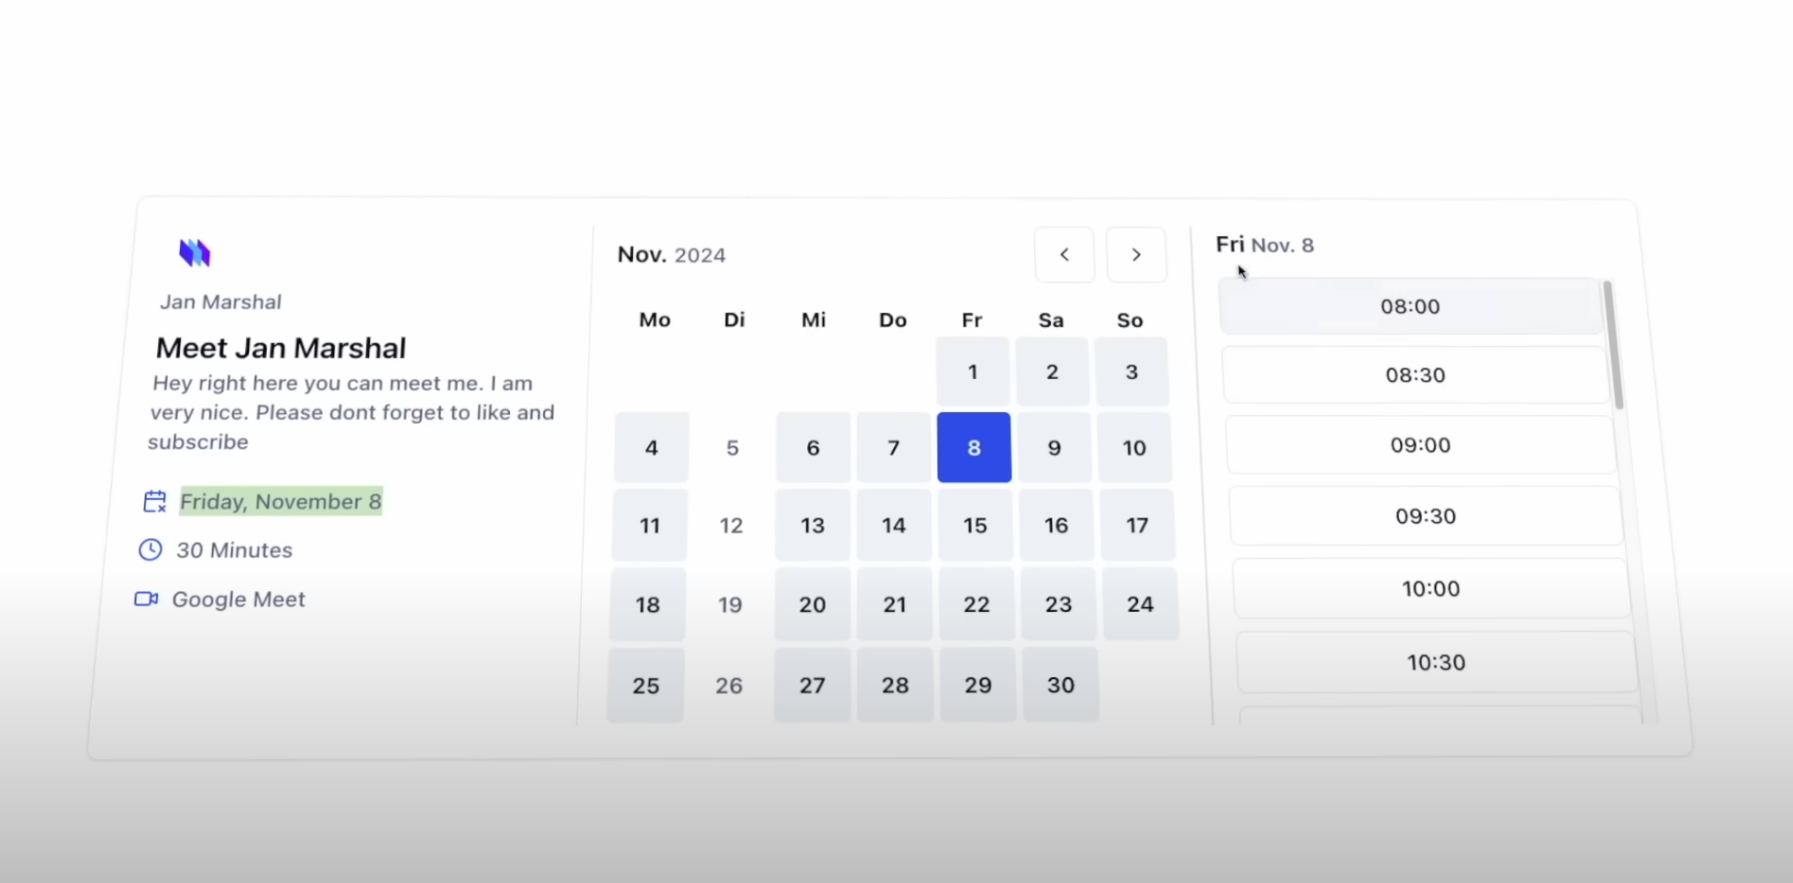 Jan Marshal
Meet Jan Marshal
Hey right here you can meet me. I am
very nice. Please dont forget to like and
subscribe
Friday, November 8
30 Minutes
Google Meet
Nov. 2024
Mo Di Mi Do Fr Sa So
1 2 3
4 5 6 7 8 9 10
11 12 13 14 15 16 17
18 19 20 21 22 23 24
25 26 27 28 29 30
Fri Nov. 8
08:00
08:30
09:00
09:30
10:00
10:30